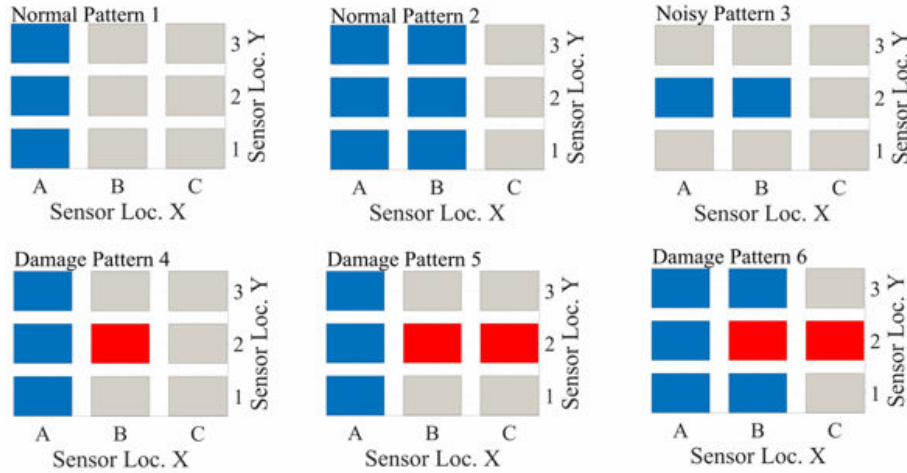 Normal Pattern 1
3
2
1
Sensor Loc. Y
A B C
Sensor Loc. X
Normal Pattern 2
3
2
1
Sensor Loc. Y
A B C
Sensor Loc. X
Noisy Pattern 3
3
2
1
Sensor Loc. Y
A B C
Sensor Loc. X
Damage Pattern 4
3
2
1
Sensor Loc. Y
A B C
Sensor Loc. X
Damage Pattern 5
3
2
1
Sensor Loc. Y
A B C
Sensor Loc. X
Damage Pattern 6
3
2
1
Sensor Loc. Y
A B C
Sensor Loc. X